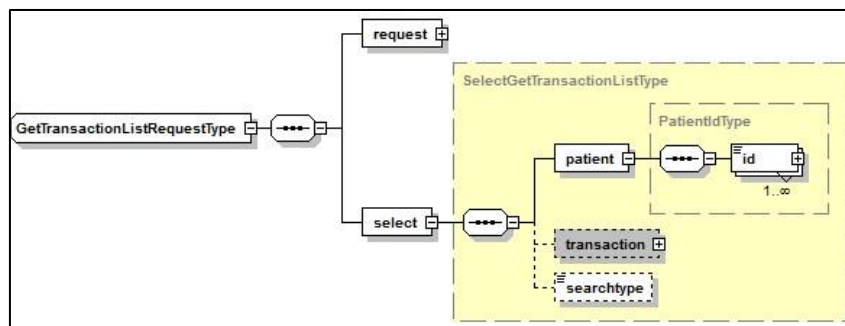 request
SelectGetTransactionListType
PatientIdType
GetTransactionListRequestType
patient
id
1..∞
select
transaction
searchtype